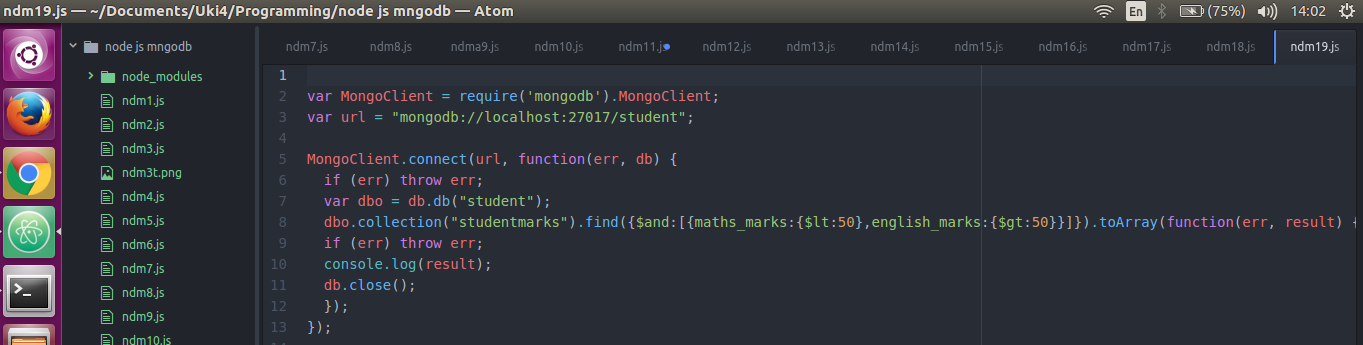 ndm19.js — ~/Documents/Uki4/Programming/node js mngodb — Atom
En
(75%)
14:02
node js mngodb
node_modules
ndm1.js
ndm2.js
ndm3.js
ndm3t.png
ndm4.js
ndm5.js
ndm6.js
ndm7.js
ndm8.js
ndm9.js
ndm10.js
ndm7.js
ndm8.js
ndma9.js
ndm10.js
ndm11.js
ndm12.js
ndm13.js
ndm14.js
ndm15.js
ndm16.js
ndm17.js
ndm18.js
ndm19.js
1
2 var MongoClient = require('mongodb').MongoClient;
3 var url = "mongodb://localhost:27017/student";
4
5 MongoClient.connect(url, function(err, db) {
6 if (err) throw err;
7 var dbo = db.db("student");
8 dbo.collection("studentmarks").find({$and:[{maths_marks:{$lt:50},english_marks:{$gt:50}}]}).toArray(function(err, result) {
9 if (err) throw err;
10 console.log(result);
11 db.close();
12 });
13 });